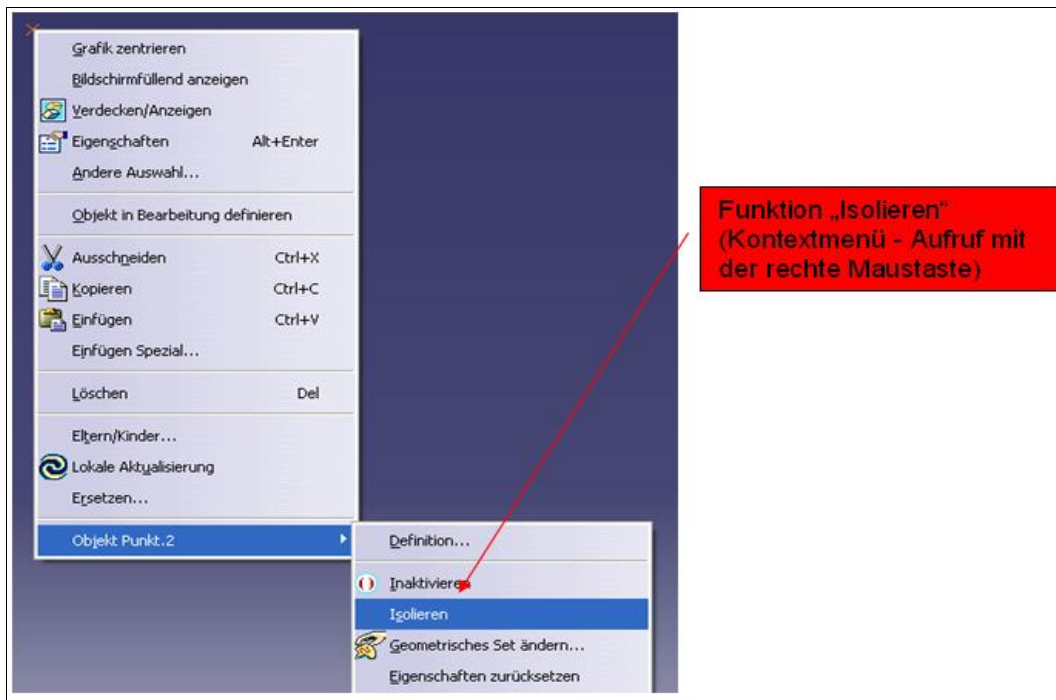 Grafik zentrieren
Bildschirmfüllend anzeigen
Verdecken/Anzeigen
Eigenschaften Alt+Enter
Andere Auswahl...
Objekt in Bearbeitung definieren
Ausschneiden Ctrl+X
Kopieren Ctrl+C
Einfügen Ctrl+V
Einfügen Spezial...
Löschen Del
Eltern/Kinder...
Lokale Aktualisierung
Ersetzen...
Objekt Punkt.2
Definition...
Inaktivieren
Isolieren
Geometrisches Set ändern...
Eigenschaften zurücksetzen
Funktion „Isolieren“
(Kontextmenü - Aufruf mit
der rechte Maustaste)